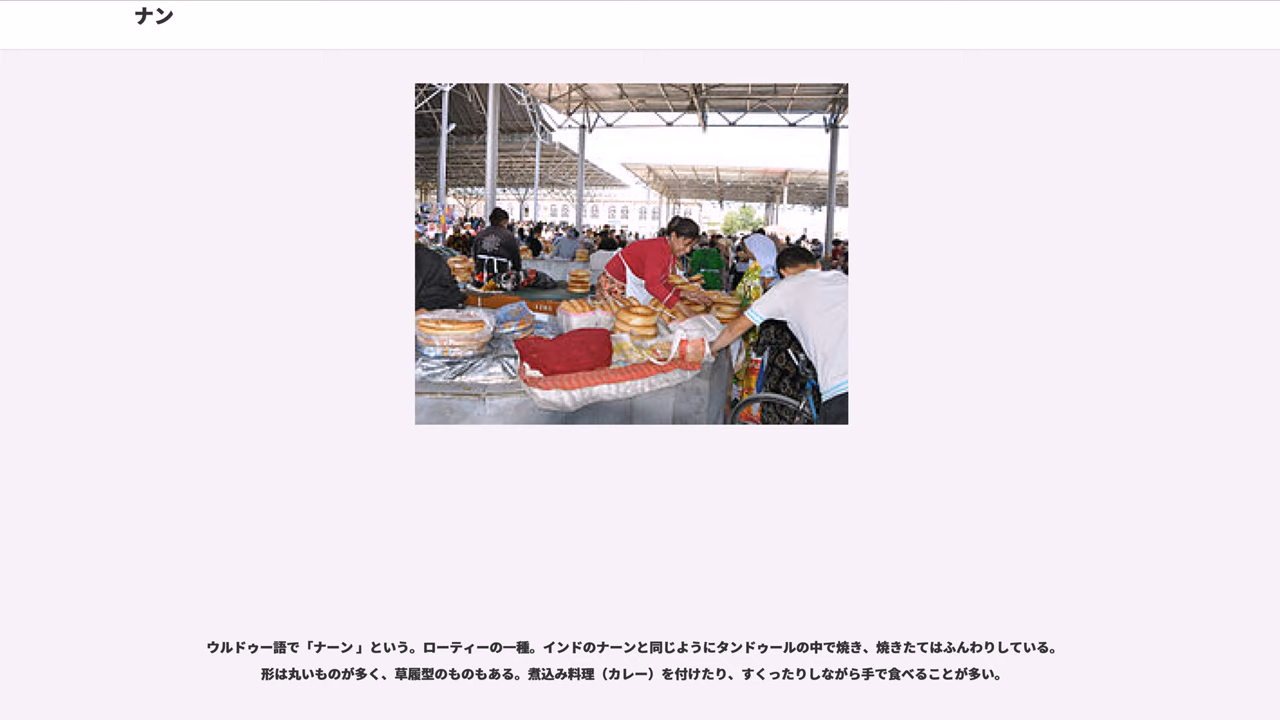 ナン
ウルドゥー語で「ナーン 」という。ローティーの一種。インドのナーンと同じようにタンドゥールの中で焼き、焼きたてはふんわりしている。
形は丸いものが多く、草履型のものもある。煮込み料理（カレー）を付けたり、すくったりしながら手で食べることが多い。